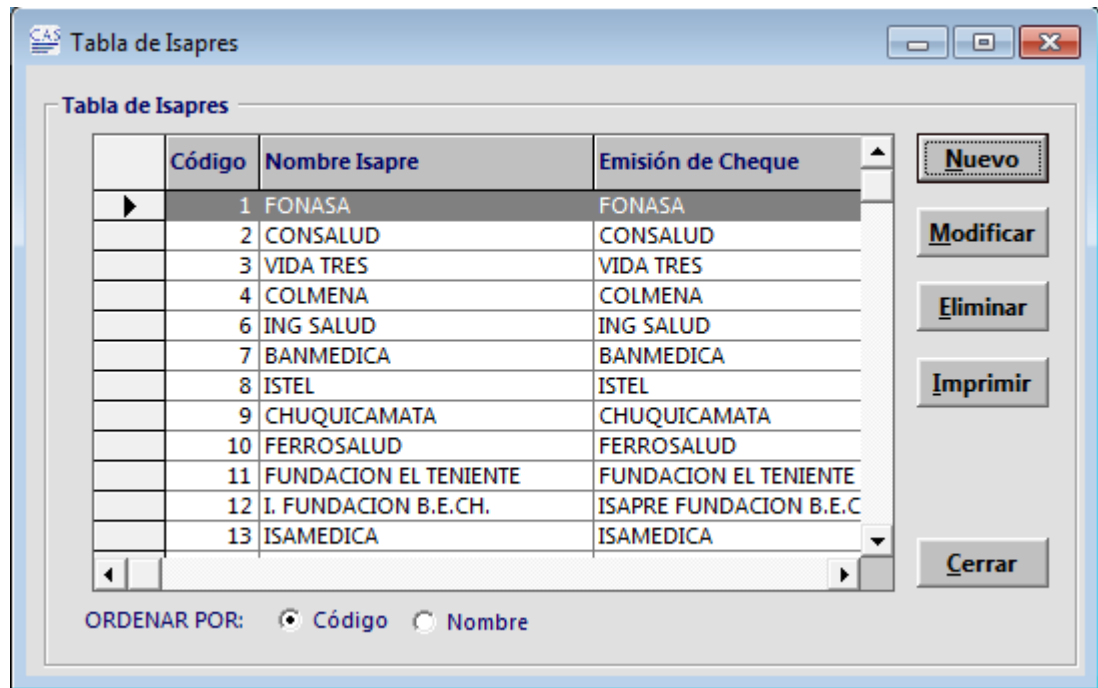 CAS Tabla de Isapres
Tabla de Isapres
Código Nombre Isapre Emisión de Cheque
1 FONASA FONASA
2 CONSALUD CONSALUD
3 VIDA TRES VIDA TRES
4 COLMENA COLMENA
6 ING SALUD ING SALUD
7 BANMEDICA BANMEDICA
8 ISTEL ISTEL
9 CHUQUICAMATA CHUQUICAMATA
10 FERROSALUD FERROSALUD
11 FUNDACION EL TENIENTE FUNDACION EL TENIENTE
12 I. FUNDACION B.E.CH. ISAPRE FUNDACION B.E.C
13 ISAMEDICA ISAMEDICA
Nuevo
Modificar
Eliminar
Imprimir
Cerrar
ORDENAR POR: Código Nombre